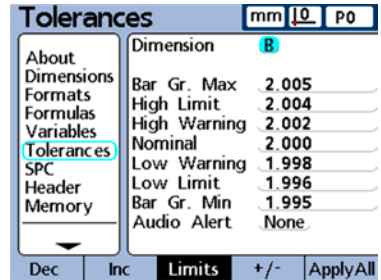 Tolerances mm 0 P0
About
Dimensions
Formats
Formulas
Variables
Tolerances
SPC
Header
Memory
Dimension B
Bar Gr. Max 2.005
High Limit 2.004
High Warning 2.002
Nominal 2.000
Low Warning 1.998
Low Limit 1.996
Bar Gr. Min 1.995
Audio Alert None
Dec Inc Limits +/- ApplyAll